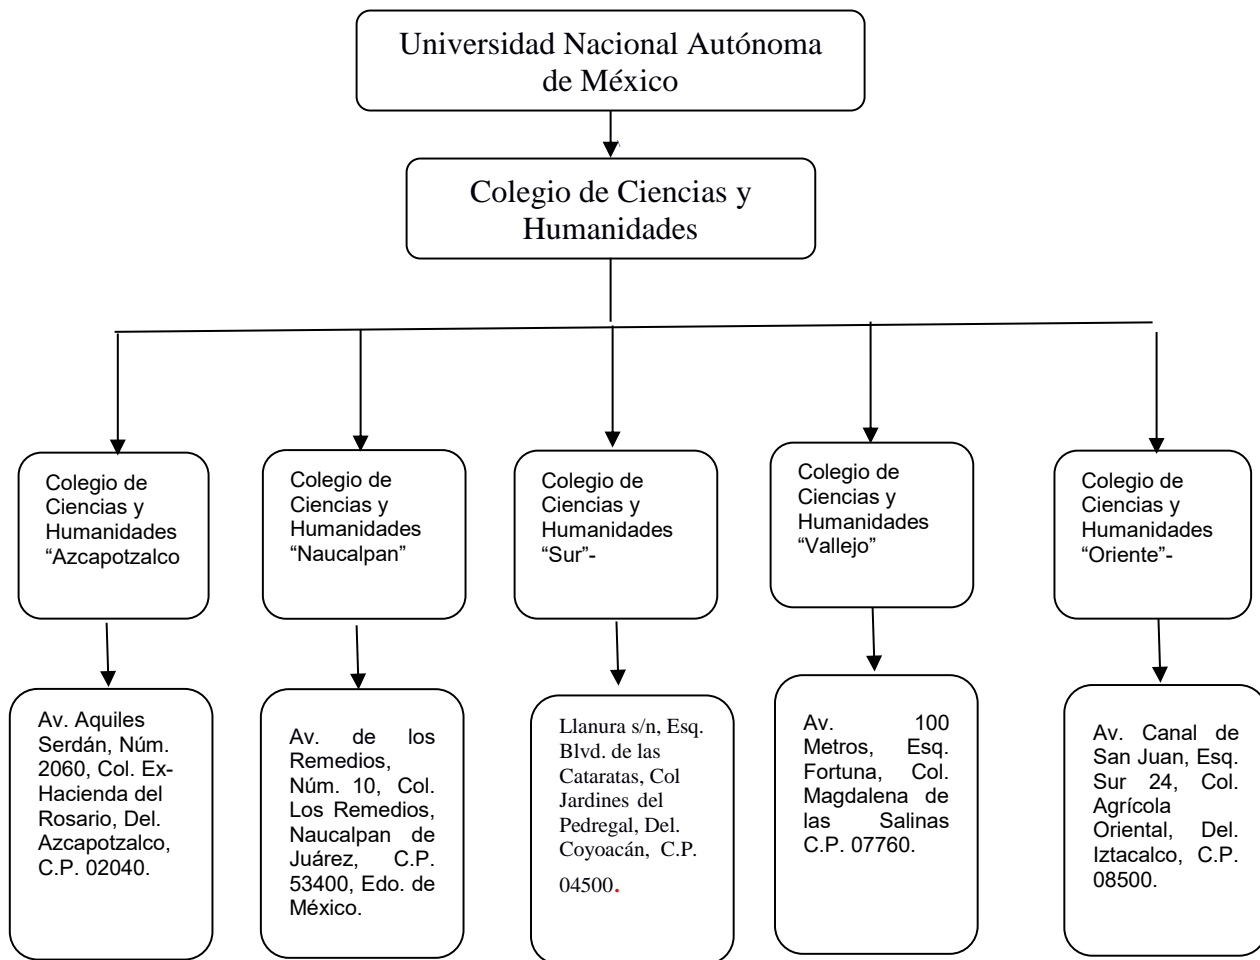 Universidad Nacional Autónoma
de México
Colegio de Ciencias y
Humanidades
Colegio de
Ciencias y
Humanidades
“Azcapotzalco
Colegio de
Ciencias y
Humanidades
“Naucalpan”
Colegio de
Ciencias y
Humanidades
“Sur”-
Colegio de
Ciencias y
Humanidades
“Vallejo”
Colegio de
Ciencias y
Humanidades
“Oriente”-
Av. Aquiles
Serdán, Núm.
2060, Col. Ex-
Hacienda del
Rosario, Del.
Azcapotzalco,
C.P. 02040.
Av. de los
Remedios,
Núm. 10, Col.
Los Remedios,
Naucalpan de
Juárez, C.P.
53400, Edo. de
México.
Llanura s/n, Esq.
Blvd. de las
Cataratas, Col
Jardines del
Pedregal, Del.
Coyoacán, C.P.
04500.
Av. 100
Metros, Esq.
Fortuna, Col.
Magdalena de
las Salinas
C.P. 07760.
Av. Canal de
San Juan, Esq.
Sur 24, Col.
Agrícola
Oriental, Del.
Iztacalco, C.P.
08500.